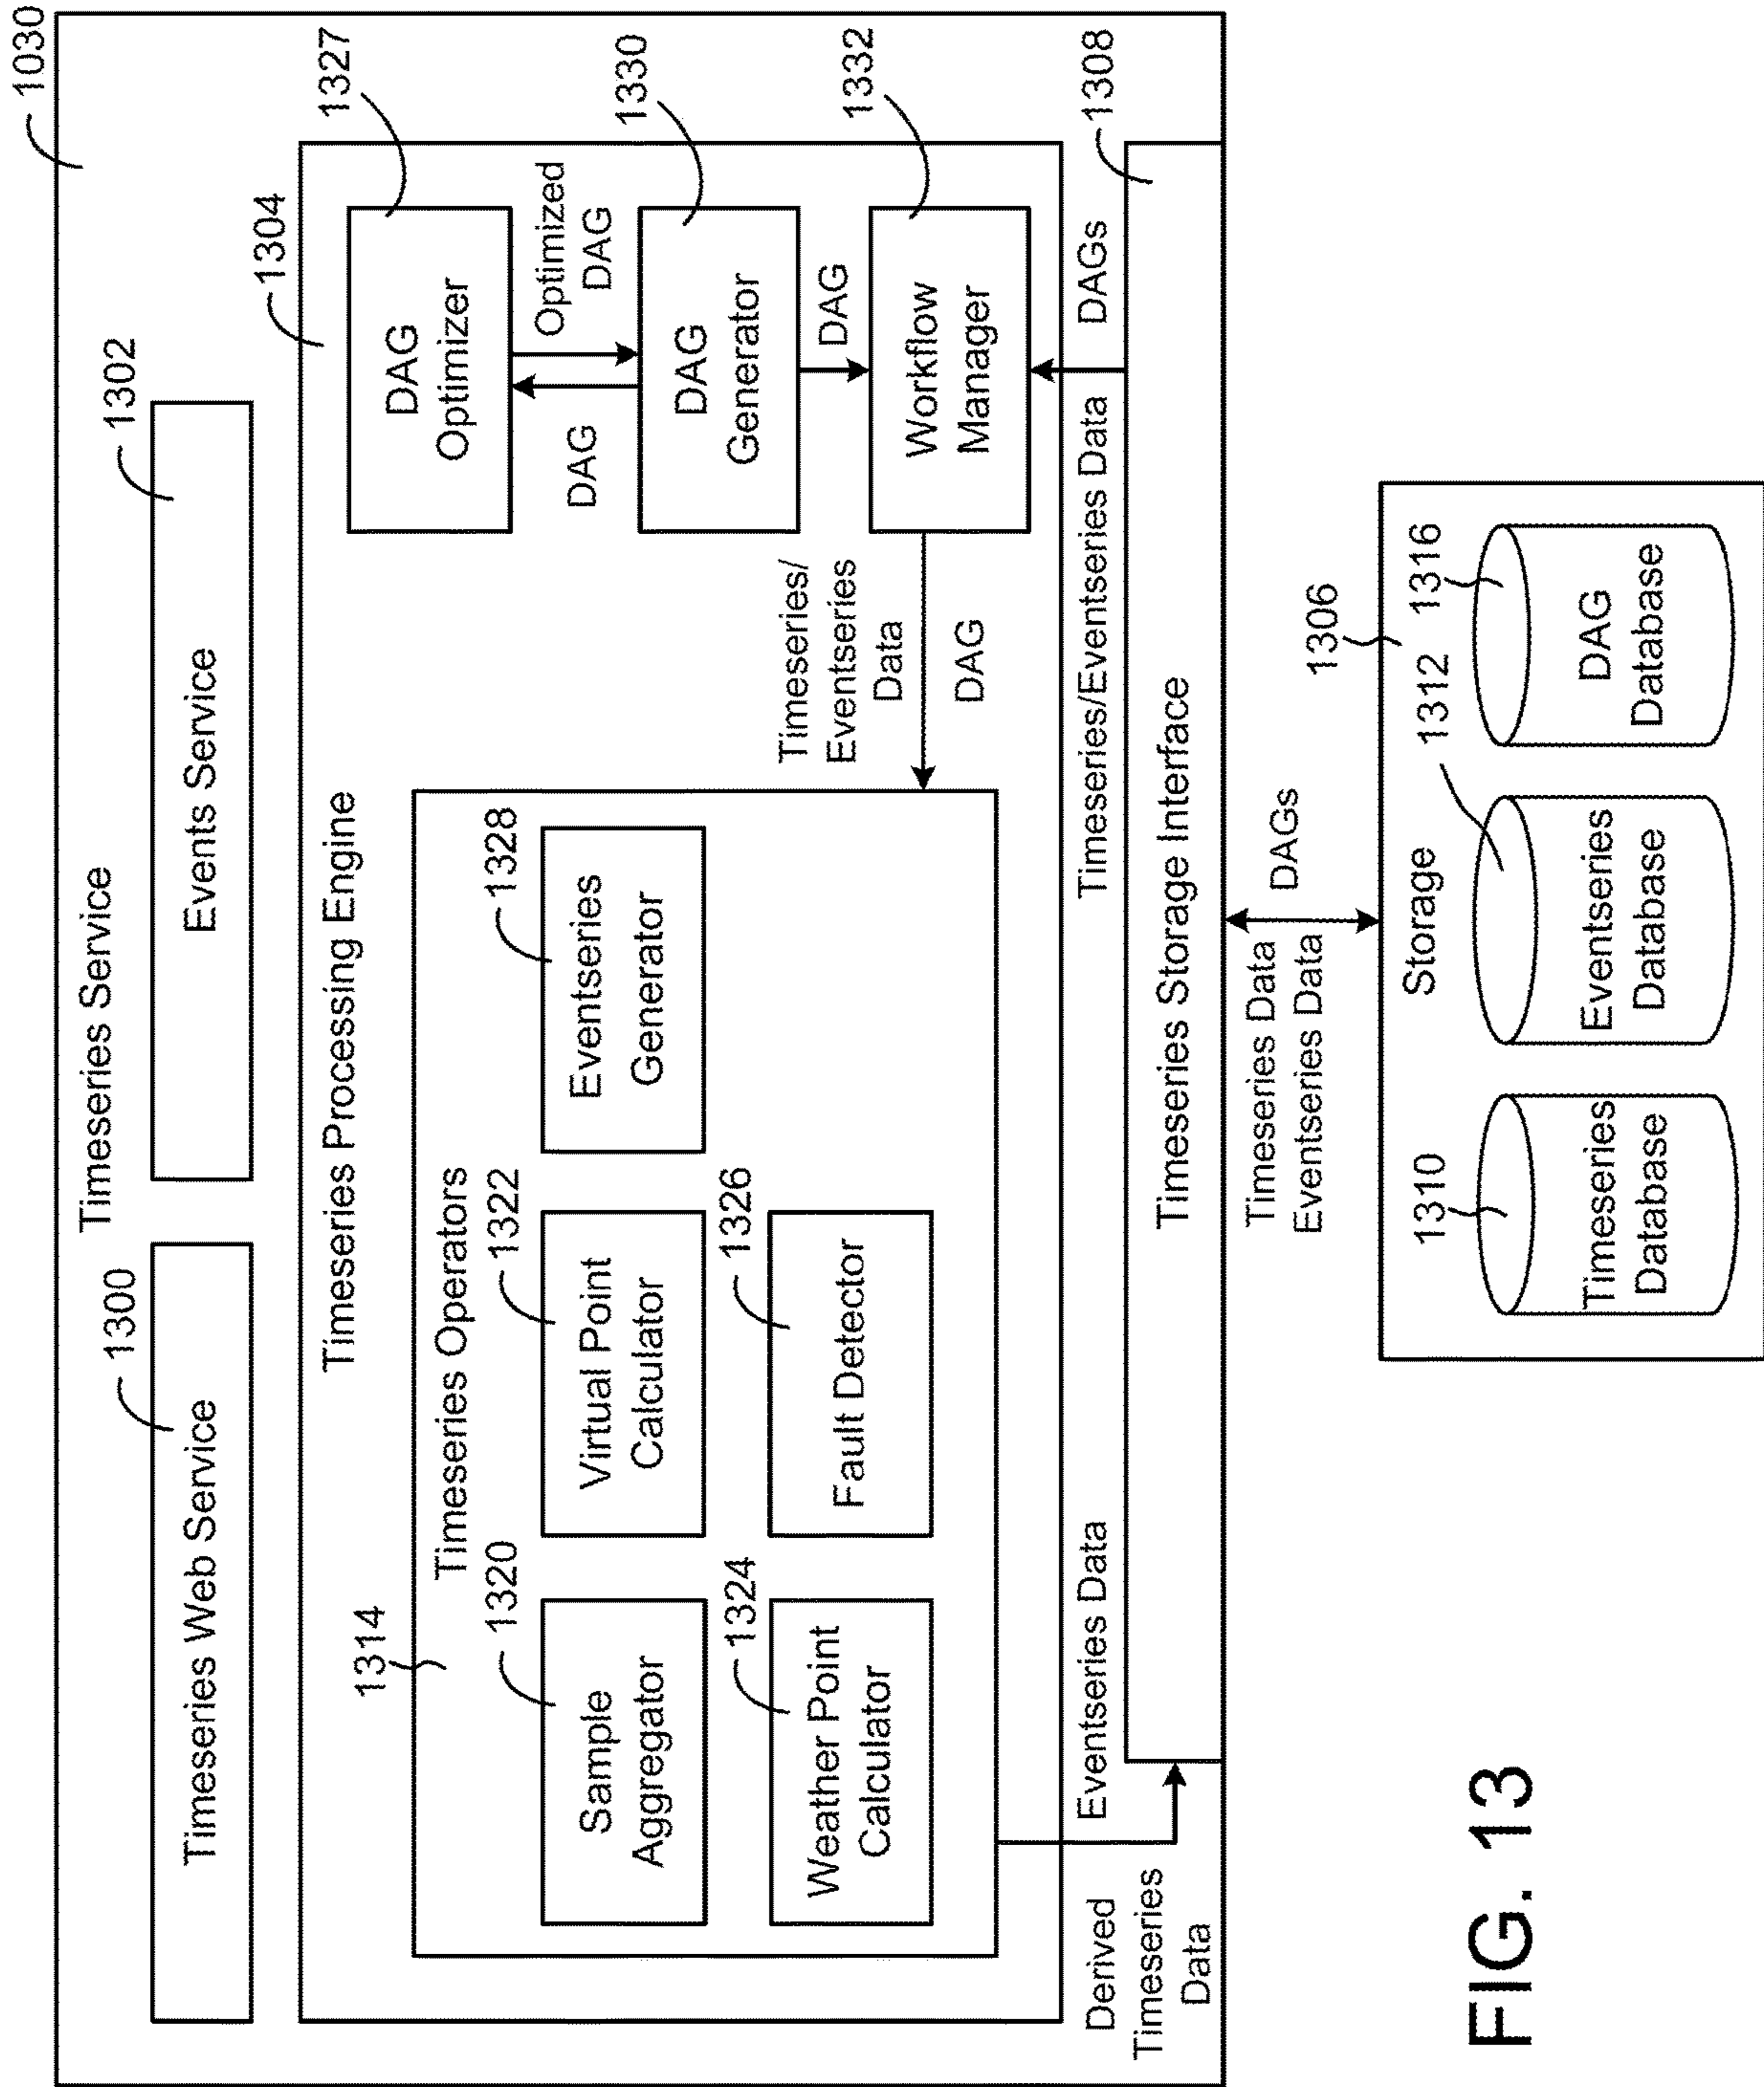 1030
Timeseries Service
1300
Timeseries Web Service
1302
Events Service
1304
Timeseries Processing Engine
1314
Timeseries Operators
1320
Sample
Aggregator
1322
Virtual Point
Calculator
1328
Eventseries
Generator
1324
Weather Point
Calculator
1326
Fault Detector
1327
DAG
Optimizer
DAG
Optimized
DAG
1330
DAG
Generator
DAG
1332
Workflow
Manager
Timeseries/
Eventseries
Data
DAG
Derived
Timeseries
Data
Eventseries Data
Timeseries/Eventseries Data
DAGs
1308
Timeseries Storage Interface
Timeseries Data
Eventseries Data
DAGs
1306
Storage
1310
Timeseries
Database
1312
Eventseries
Database
1316
DAG
Database
FIG. 13